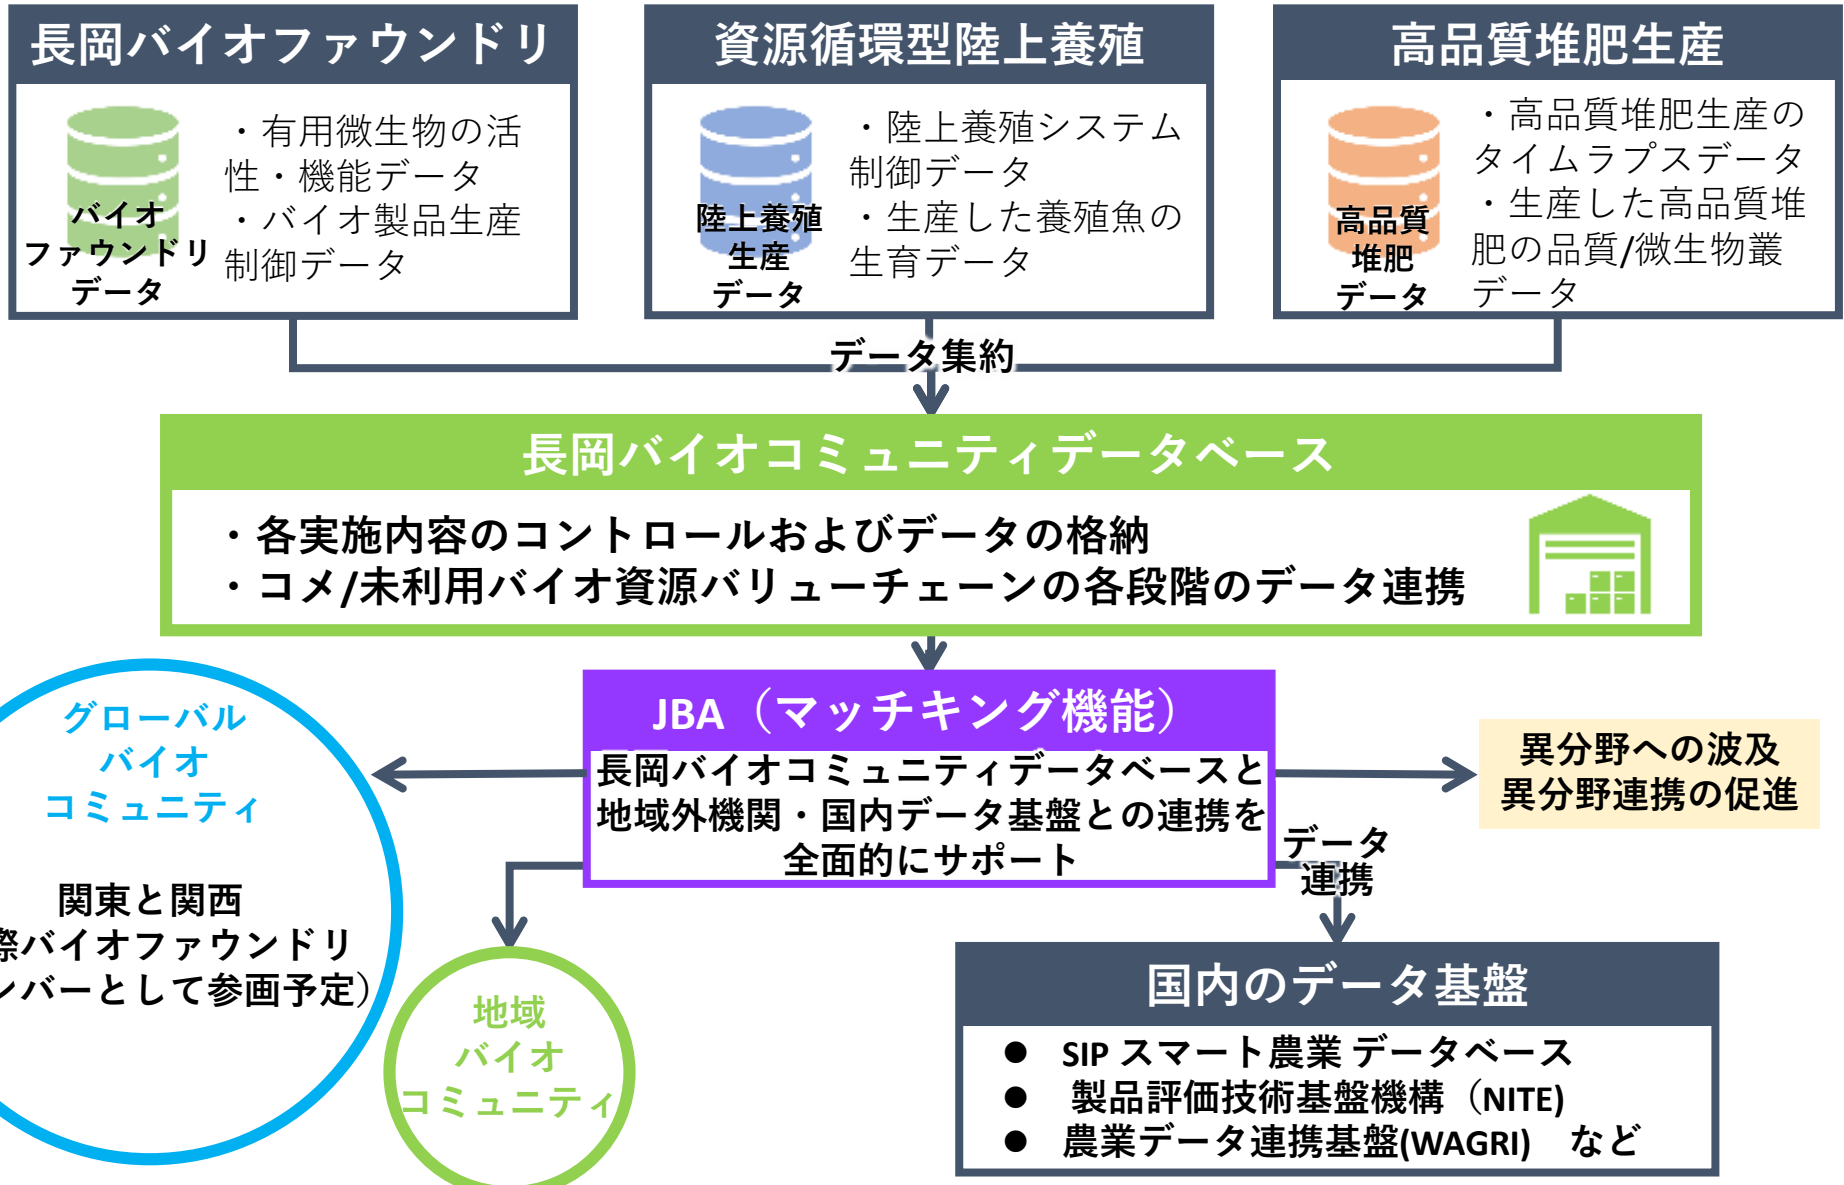 長岡バイオファウンドリ
バイオ
ファウンドリ
データ
・有用微生物の活
性・機能データ
・バイオ製品生産
制御データ
資源循環型陸上養殖
陸上養殖
生産
データ
・陸上養殖システム
制御データ
・生産した養殖魚の
生育データ
高品質堆肥生産
高品質
堆肥
データ
・高品質堆肥生産の
タイムラプスデータ
・生産した高品質堆
肥の品質/微生物叢
データ
データ集約
長岡バイオコミュニティデータベース
・各実施内容のコントロールおよびデータの格納
・コメ/未利用バイオ資源バリューチェーンの各段階のデータ連携
JBA（マッチキング機能）
長岡バイオコミュニティデータベースと
地域外機関・国内データ基盤との連携を
全面的にサポート
グローバル
バイオ
コミュニティ
関東と関西
際バイオファウンドリ
ンバーとして参画予定）
地域
バイオ
コミュニティ
異分野への波及
異分野連携の促進
データ
連携
国内のデータ基盤
● SIP スマート農業 データベース
● 製品評価技術基盤機構（NITE)
● 農業データ連携基盤(WAGRI)　など